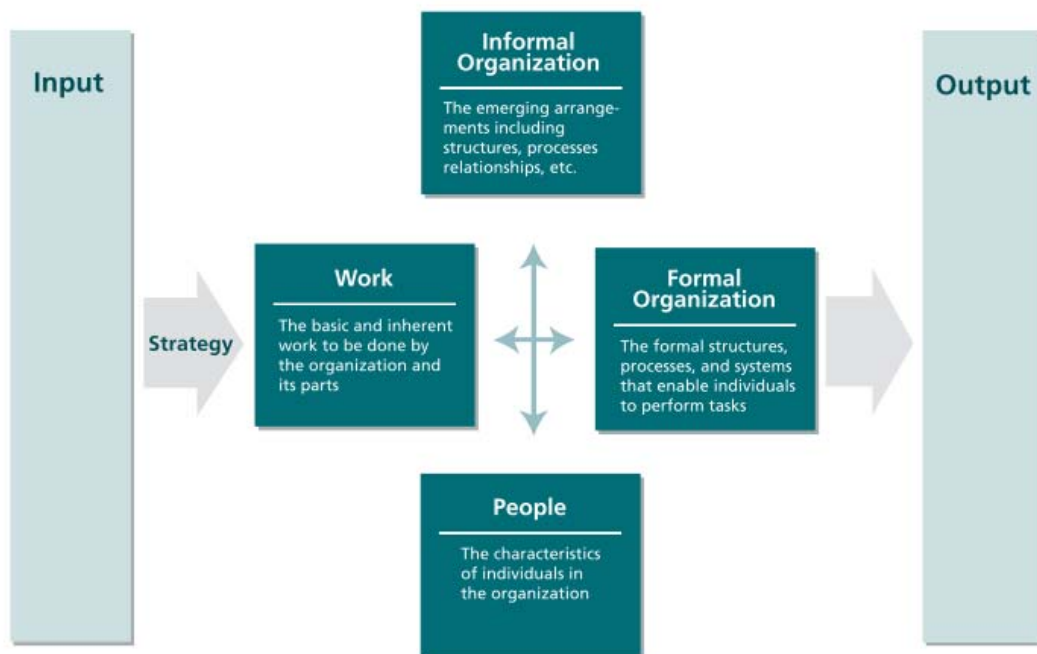 Input
Informal
Organization
The emerging arrange-
ments including
structures, processes
relationships, etc.
Output
Strategy
Work
The basic and inherent
work to be done by
the organization and
its parts
Formal
Organization
The formal structures,
processes, and systems
that enable individuals
to perform tasks
People
The characteristics
of individuals in
the organization